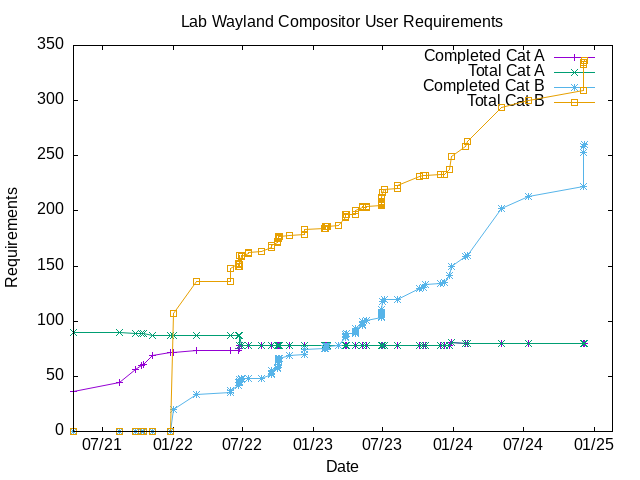 Lab Wayland Compositor User Requirements
350
300
250
200
150
100
50
0
Requirements
Completed Cat A
Total Cat A
Completed Cat B
Total Cat B
07/21
01/22
07/22
01/23
07/23
01/24
07/24
01/25
Date